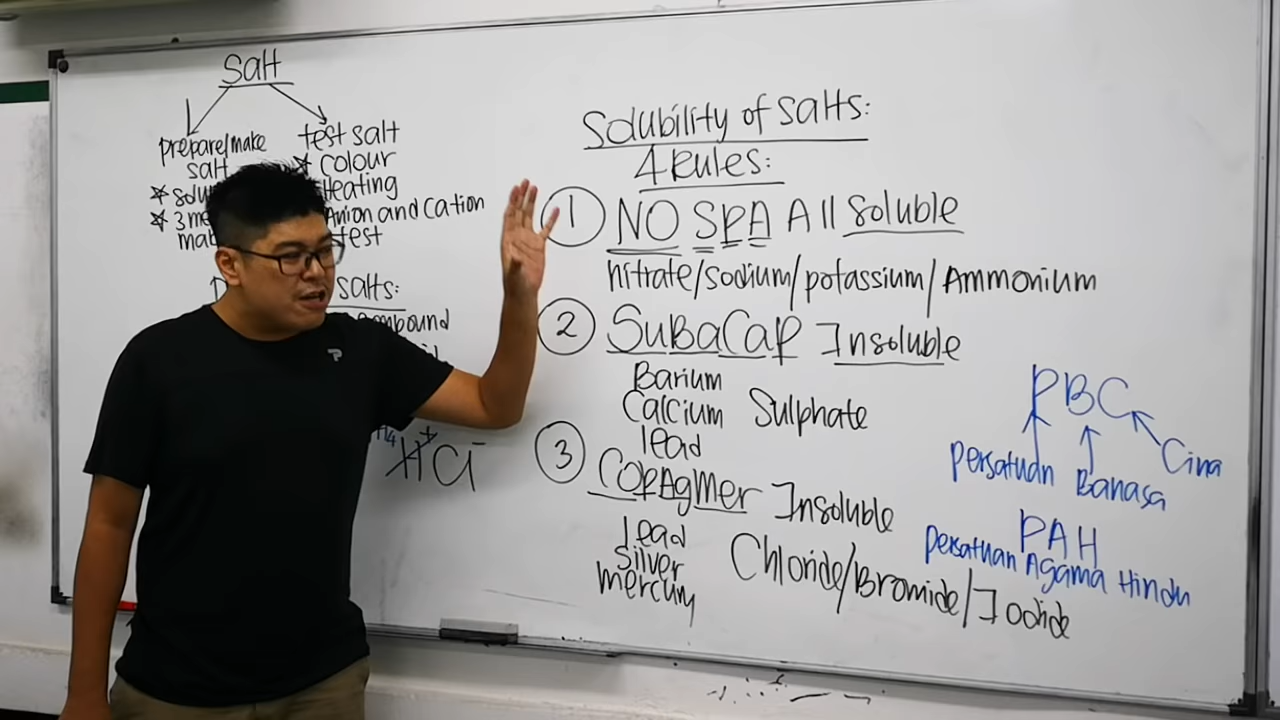 Salt
prepare/make
salt
3
test salt
colour
Heating
Anion and Cation
test
salts:
HCl
Solubility of salts:
4 Rules:
1 NO SPA All soluble
nitrate/sodium/potassium/Ammonium
2 SuBaCaP Insoluble
Barium
Calcium Sulphate
lead
3 COPAgMer Insoluble
lead
Silver
Mercury
Chloride/Bromide/Iodide
PBC
Persatuan Bahasa Cina
PAH
Persatuan Agama Hindu